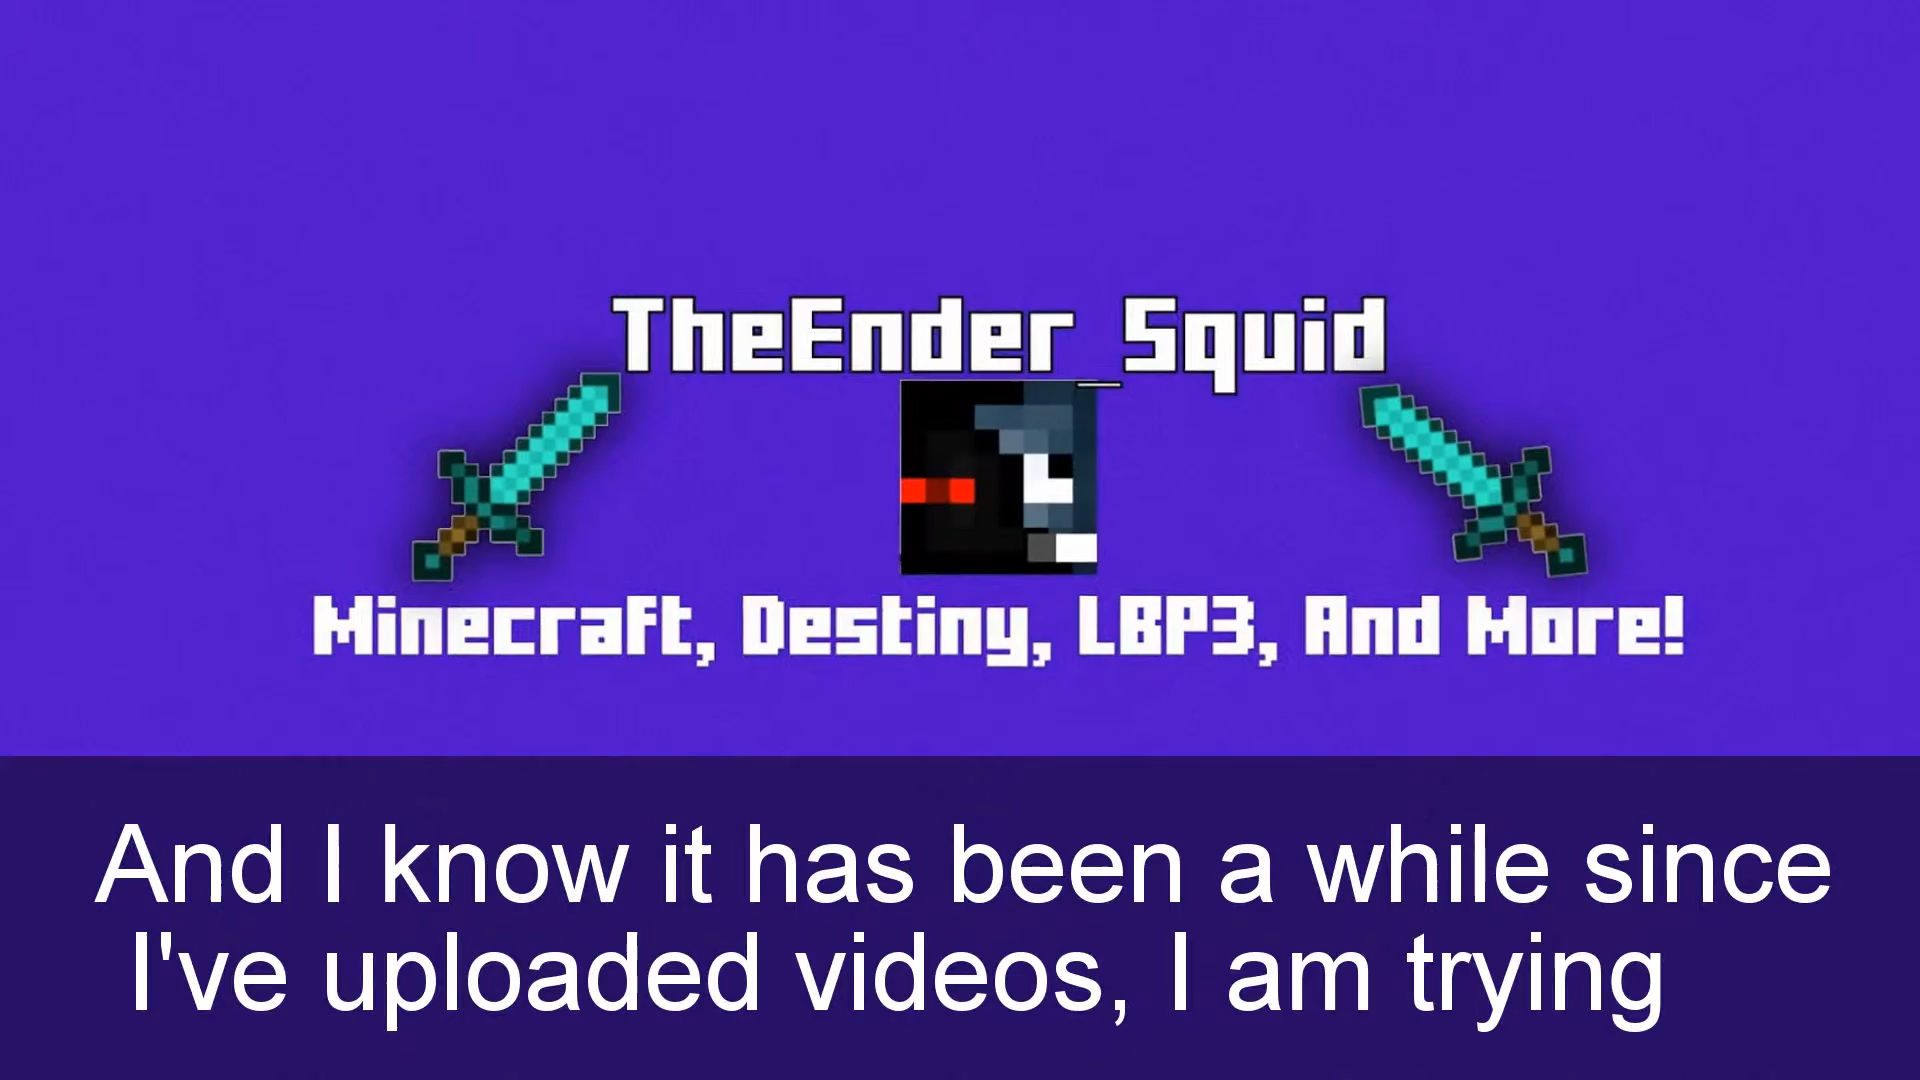 TheEnder_Squid
Minecraft, Destiny, LBP3, And More!
And I know it has been a while since
I've uploaded videos, I am trying